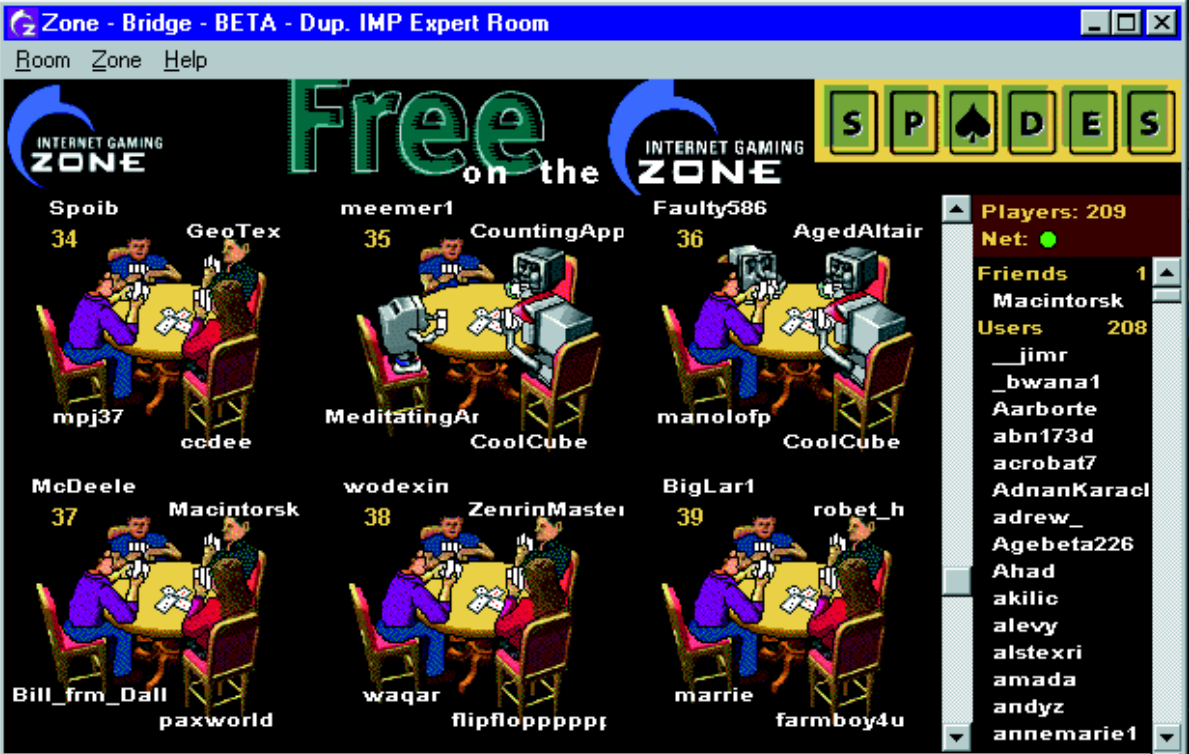 Zone - Bridge - BETA - Dup. IMP Expert Room
Room Zone Help
INTERNET GAMING
ZONE
Free
on the
INTERNET GAMING
ZONE
SPADES
Players: 209
Net:
Friends 1
Macintorsk
Users 208
__jimr
_bwana1
Aarborte
abn173d
acrobat7
AdnanKaracl
adrew_
Agebeta226
Ahad
akilic
alevy
alstexri
amada
andyz
annemarie1
Spoib
34
GeoTex
mpj37
ccdee
meemer1
35
CountingApp
MeditatingAr
CoolCube
Faulty586
36
AgedAltair
manolofp
CoolCube
McDeele
37
Macintorsk
Bill_frm_Dall
paxworld
wodexin
38
ZenrinMaster
waqar
flipflopppppp
BigLar1
39
robet_h
marrie
farmboy4u